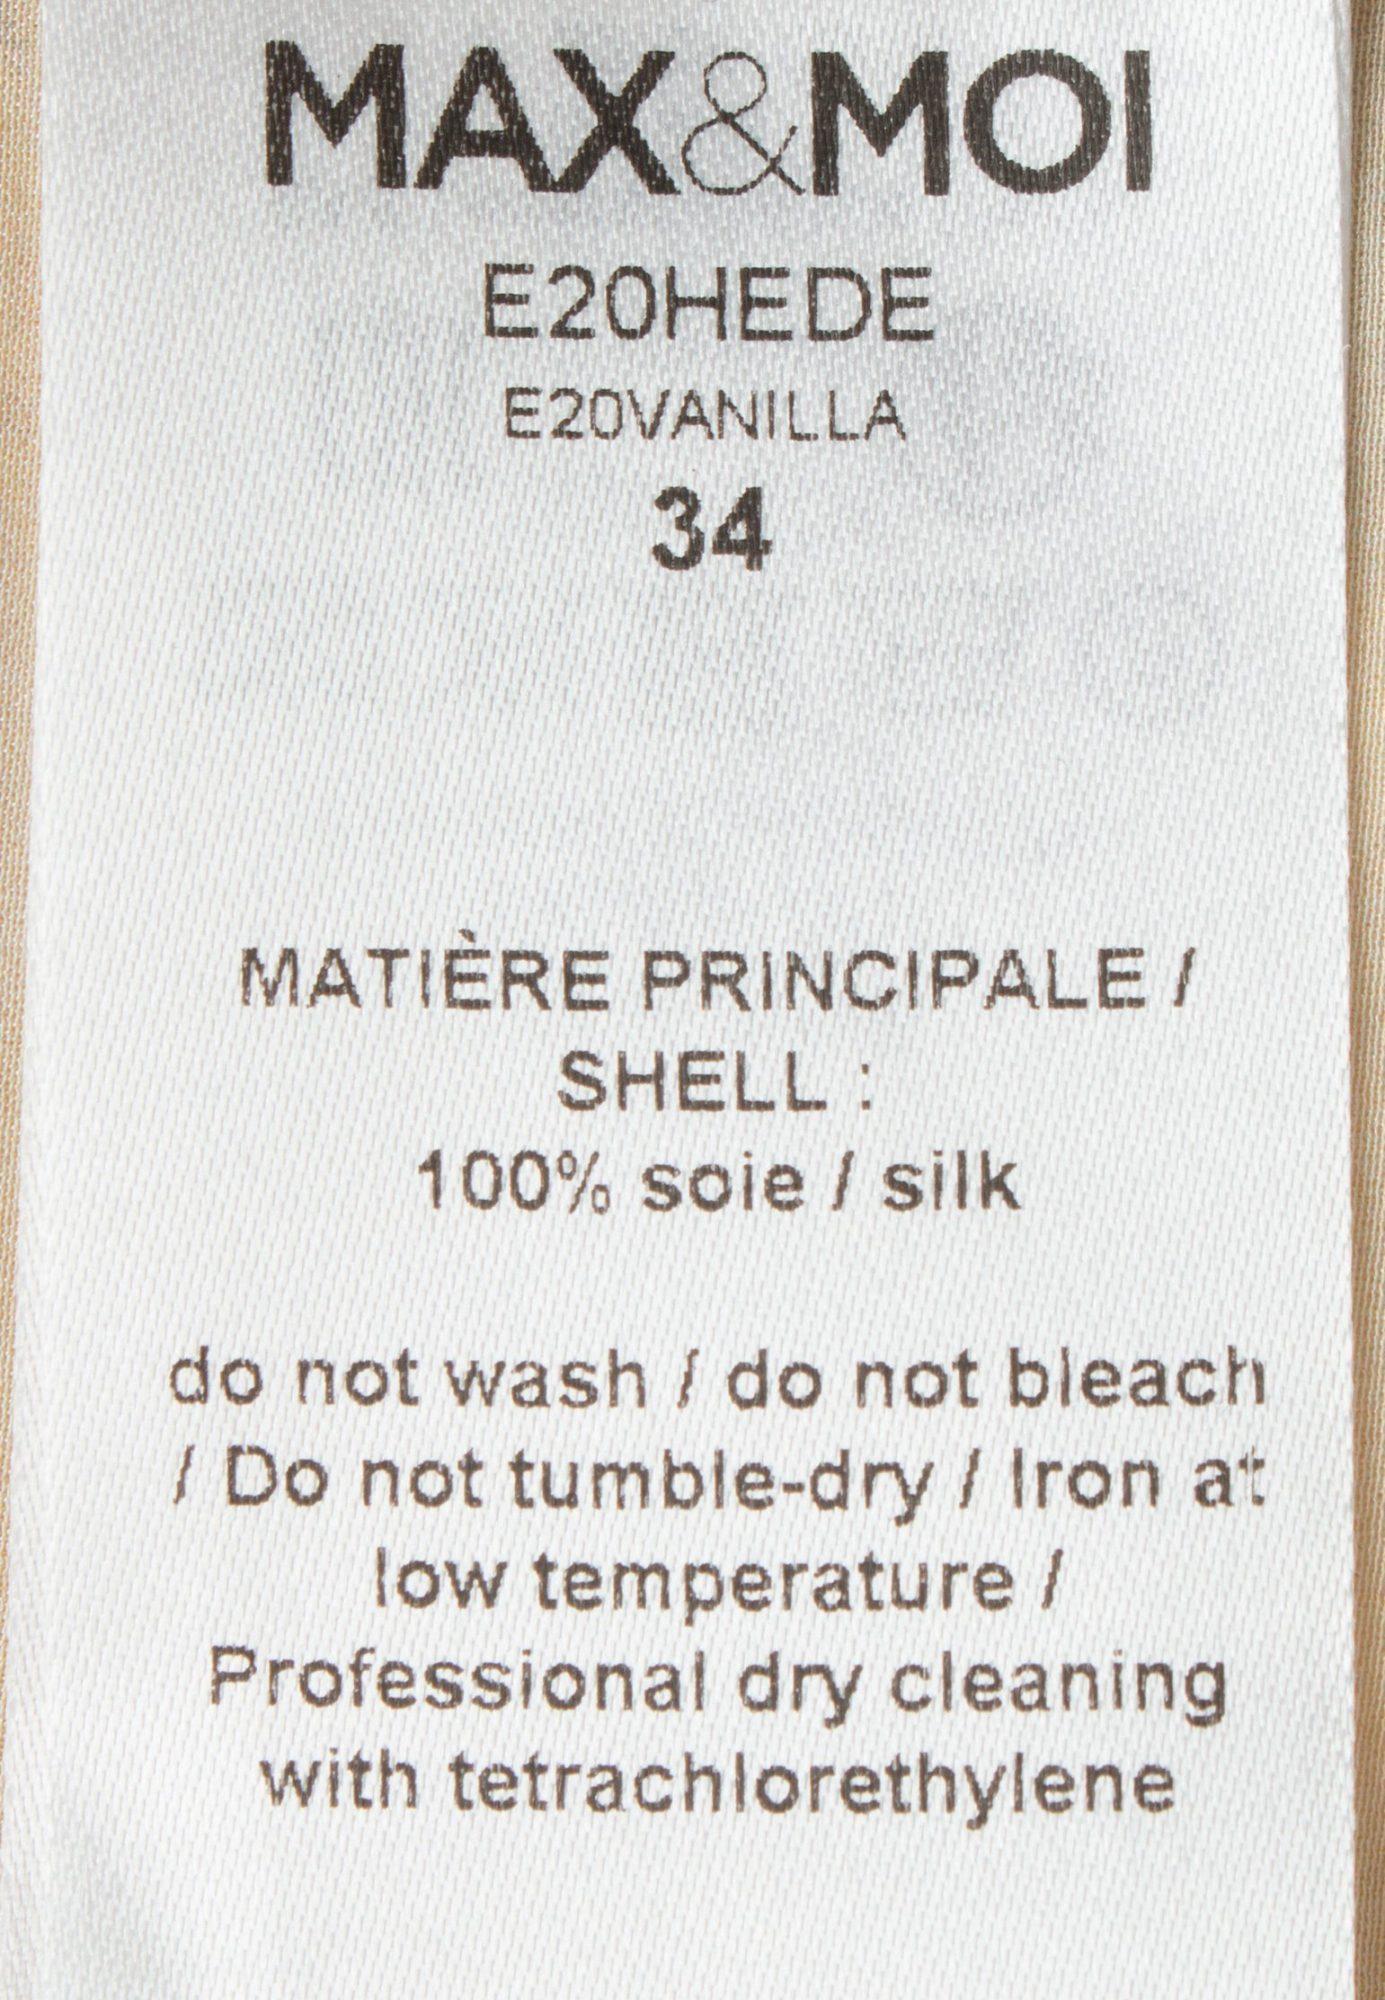 MAX&MOI
E20HEDE
E20VANILLA
34
MATIÈRE PRINCIPALE /
SHELL :
100% soie / silk
do not wash / do not bleach
/ Do not tumble-dry / Iron at
low temperature /
Professional dry cleaning
with tetrachlorethylene